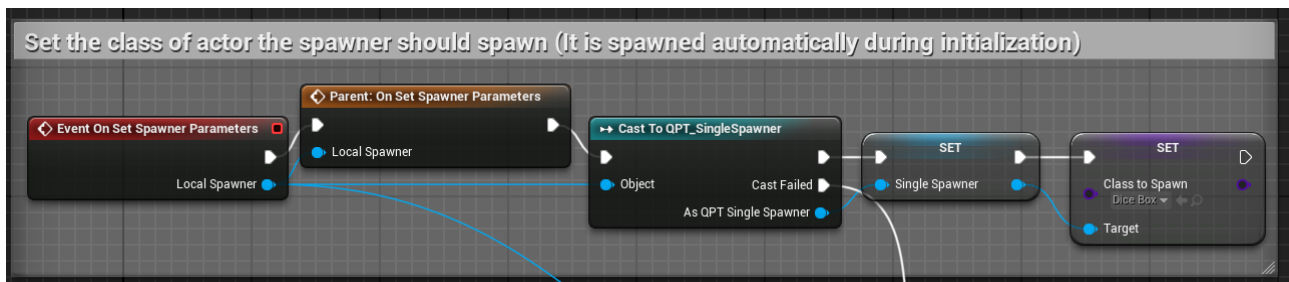 Set the class of actor the spawner should spawn (It is spawned automatically during initialization)
Parent: On Set Spawner Parameters
Local Spawner
Event On Set Spawner Parameters
Local Spawner
Cast To QPT_SingleSpawner
Object
Cast Failed
As QPT Single Spawner
SET
Single Spawner
SET
Class to Spawn
Dice Box
Target